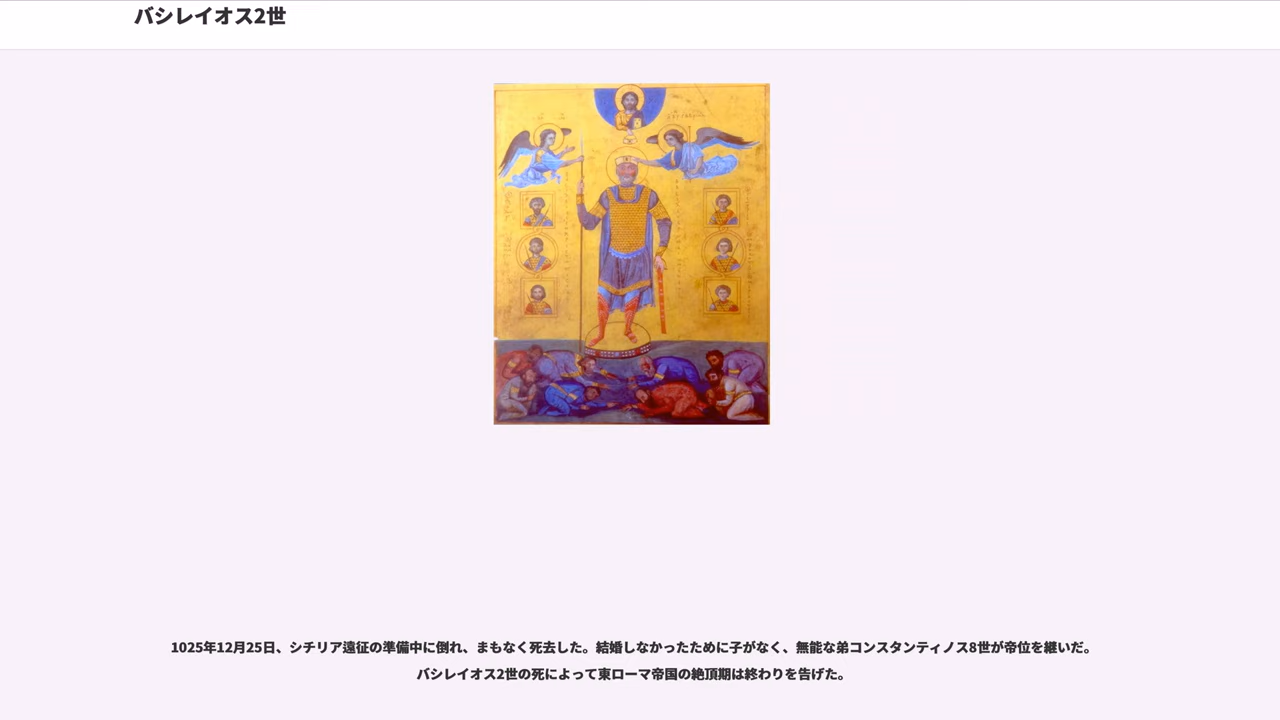 バシレイオス2世
1025年12月25日、シチリア遠征の準備中に倒れ、まもなく死去した。結婚しなかったために子がなく、無能な弟コンスタンティノス8世が帝位を継いだ。
バシレイオス2世の死によって東ローマ帝国の絶頂期は終わりを告げた。